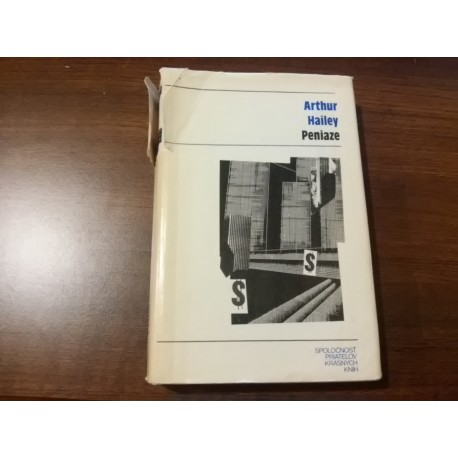 Arthur
Hailey
Peniaze
$
$
SPOLOČNOSŤ
PRIATEĽOV
KRÁSNYCH
KNÍH